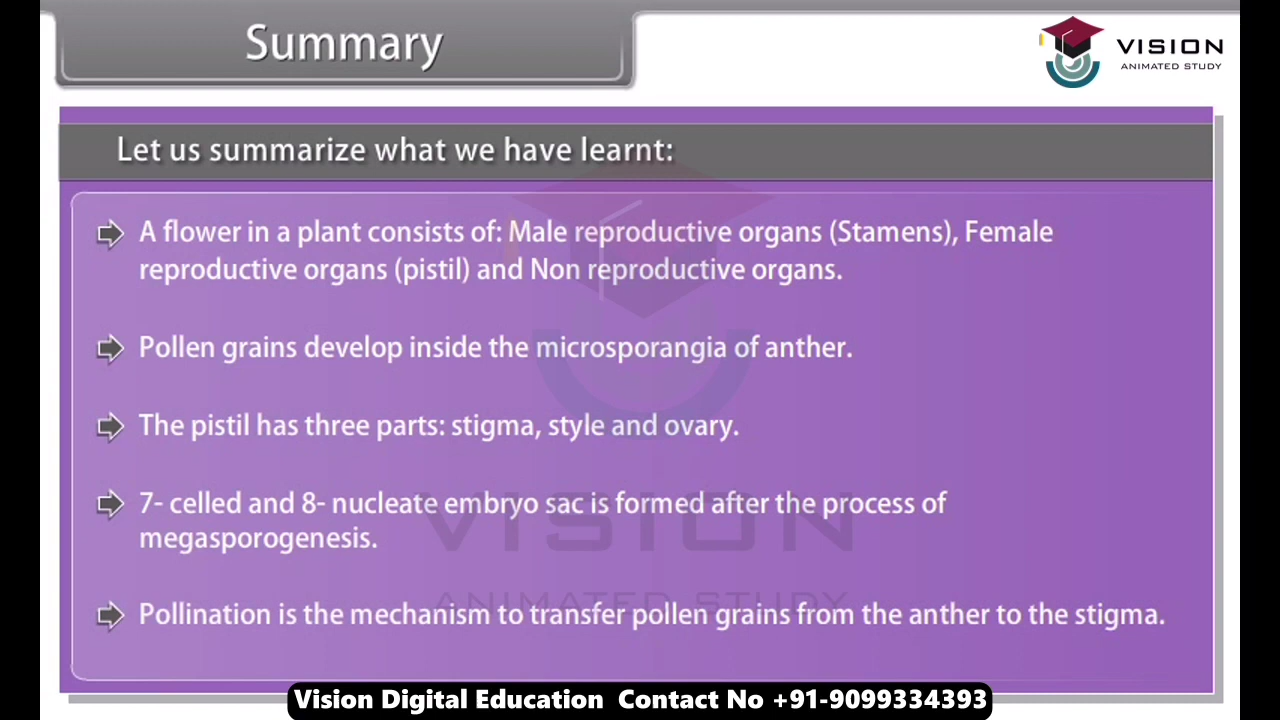 Summary
VISION
ANIMATED STUDY
Let us summarize what we have learnt:
A flower in a plant consists of: Male reproductive organs (Stamens), Female
reproductive organs (pistil) and Non reproductive organs.
Pollen grains develop inside the microsporangia of anther.
The pistil has three parts: stigma, style and ovary.
7- celled and 8- nucleate embryo sac is formed after the process of
megasporogenesis.
VISION
ANIMATED STUDY
Pollination is the mechanism to transfer pollen grains from the anther to the stigma.
Vision Digital Education Contact No +91-9099334393